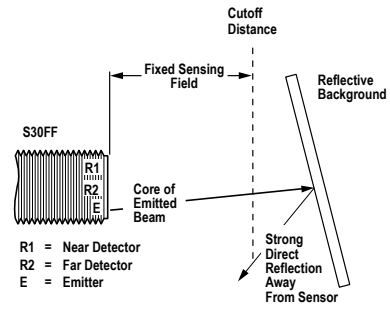 Cutoff
Distance
Fixed Sensing
Field
Reflective
Background
S30FF
R1
R2
E
Core of
Emitted
Beam
R1 = Near Detector
R2 = Far Detector
E = Emitter
Strong
Direct
Reflection
Away
From Sensor